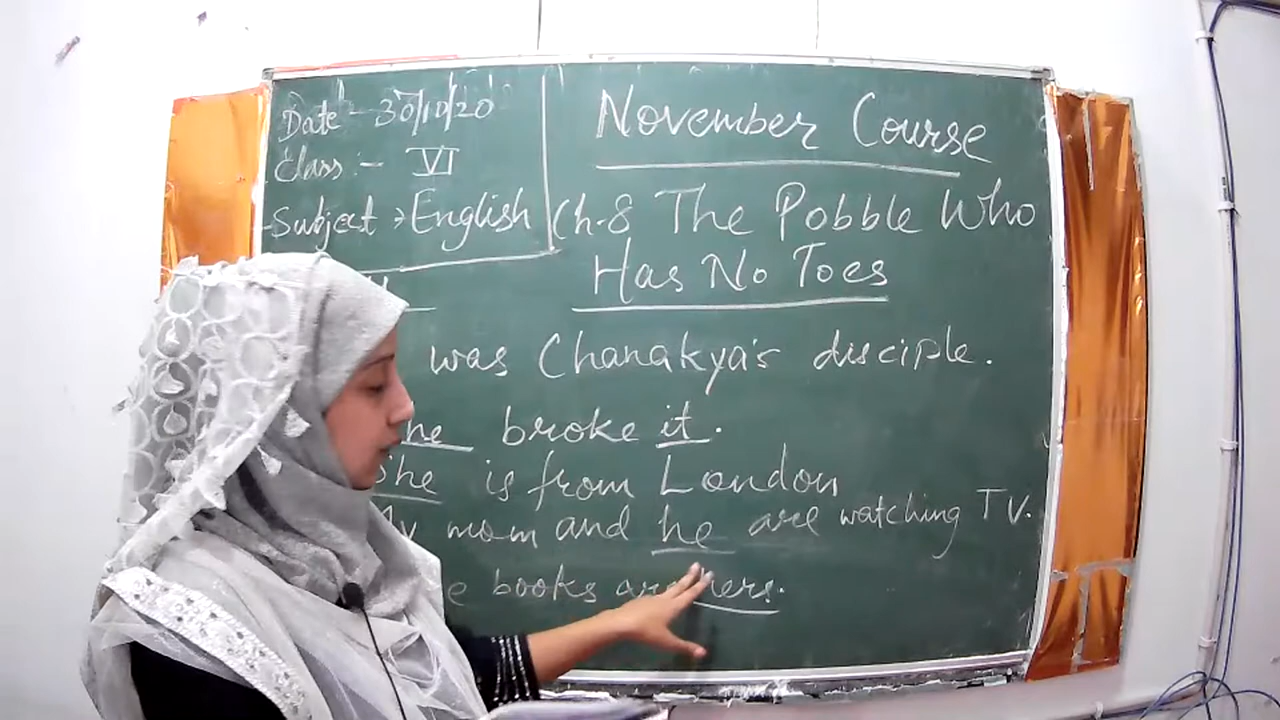 Date - 30/10/20
Class :- VI
Subject → English
November Course
Ch.8 The Pobble Who
Has No Toes
was Chanakya's disciple.
he broke it.
She is from London
My mom and he are watching TV.
books are hers.